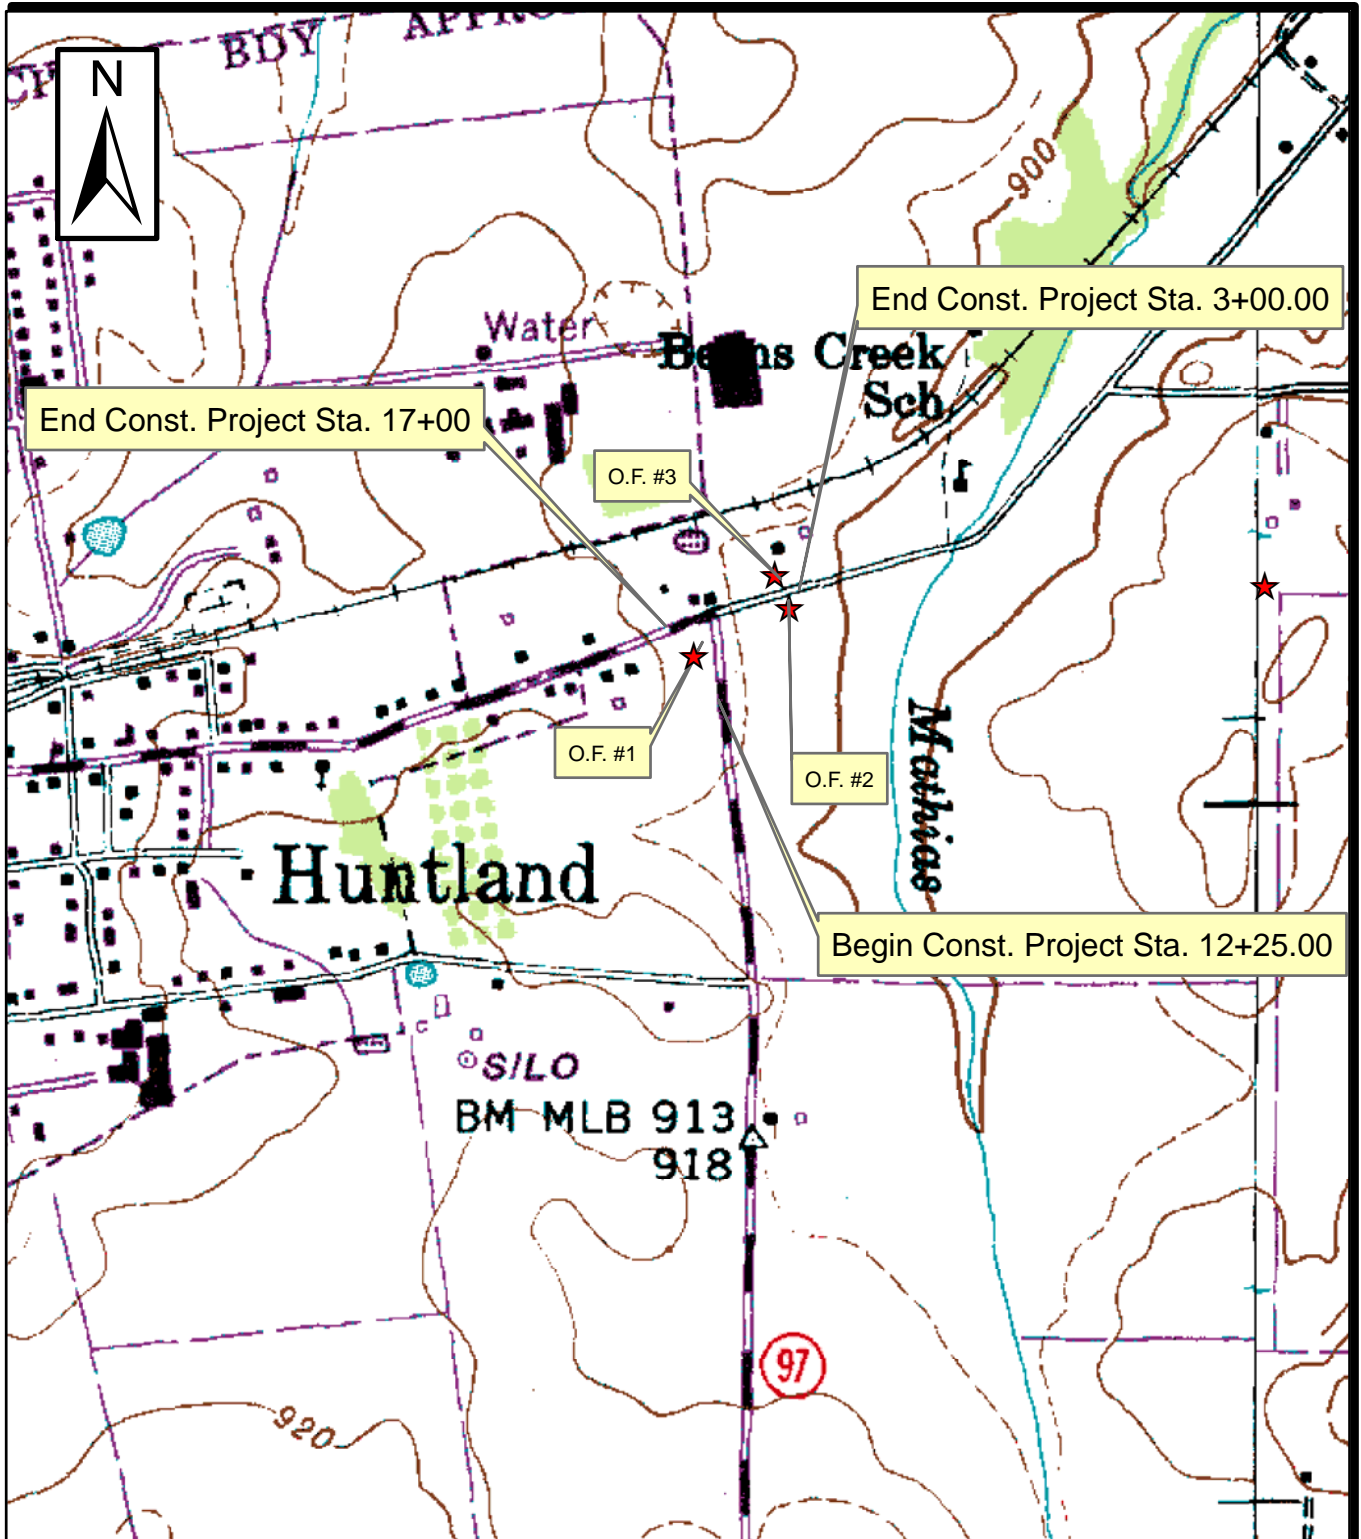 BDY APPRO
N
900
End Const. Project Sta. 3+00.00
Water
Beans Creek
Sch
End Const. Project Sta. 17+00
O.F. #3
O.F. #1
O.F. #2
Mathias
Huntland
Begin Const. Project Sta. 12+25.00
SILO
BM MLB 913
918
97
920